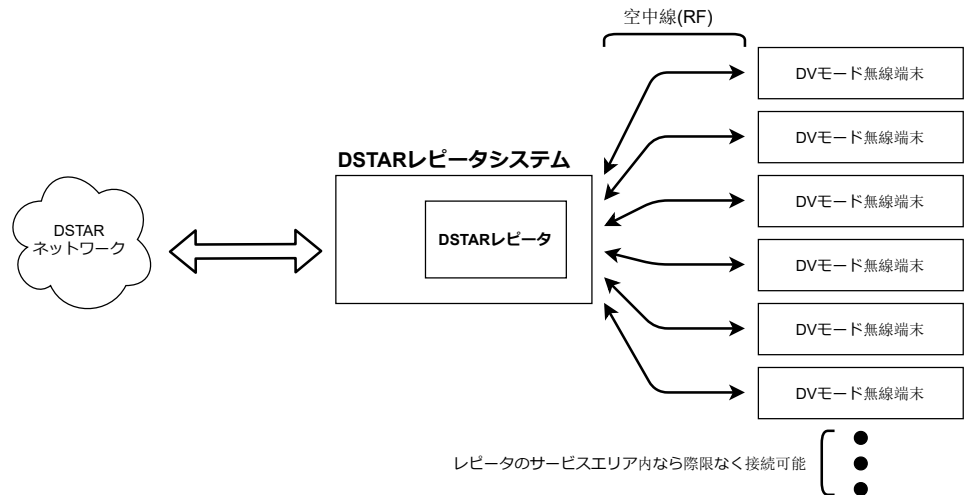 空中線(RF)
DVモード無線端末
DVモード無線端末
DSTARレピータシステム
DVモード無線端末
DSTAR
ネットワーク
DSTARレピータ
DVモード無線端末
DVモード無線端末
DVモード無線端末
レピータのサービスエリア内なら際限なく接続可能